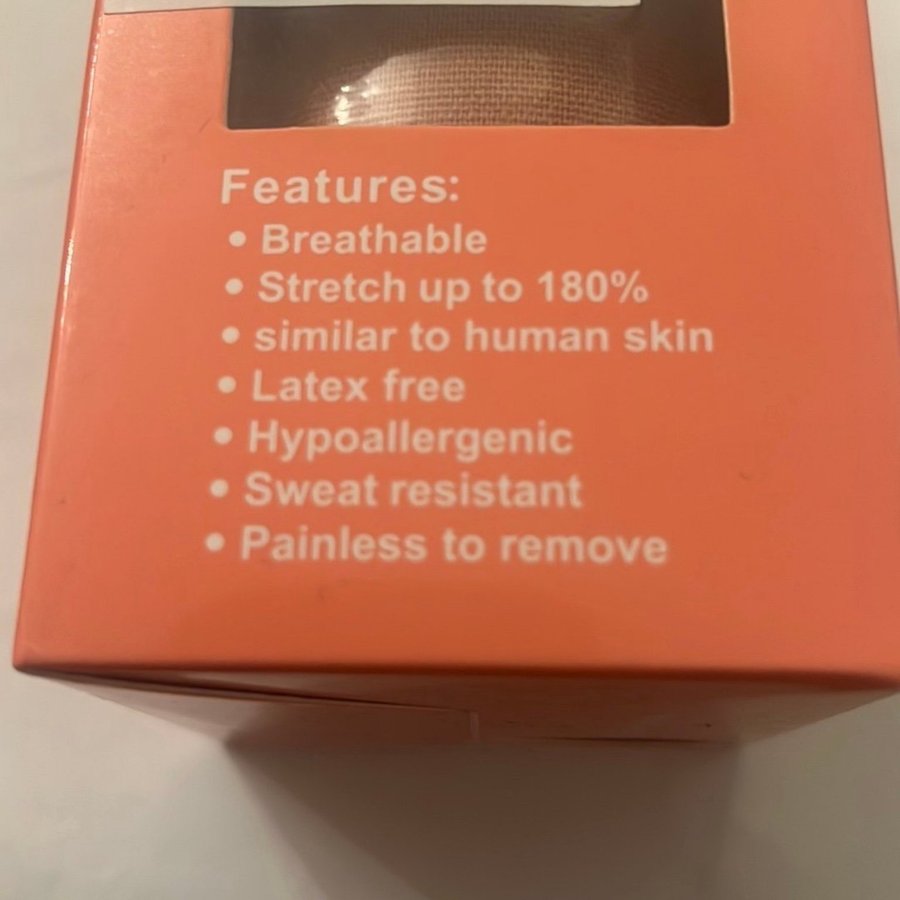 Features:
• Breathable
• Stretch up to 180%
• similar to human skin
• Latex free
• Hypoallergenic
• Sweat resistant
• Painless to remove